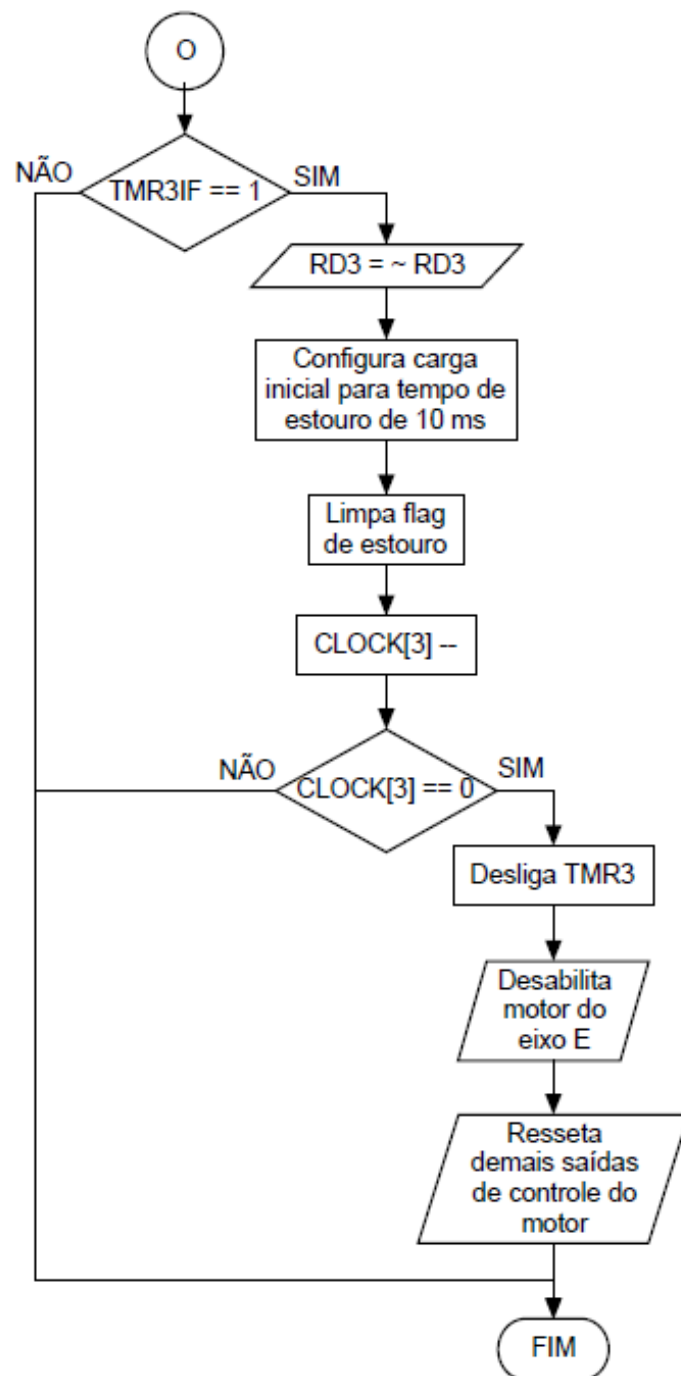 O
NÃO
TMR3IF == 1
SIM
RD3 = ~ RD3
Configura carga
inicial para tempo de
estouro de 10 ms
Limpa flag
de estouro
CLOCK[3] --
NÃO
CLOCK[3] == 0
SIM
Desliga TMR3
Desabilita
motor do
eixo E
Resseta
demais saídas
de controle do
motor
FIM